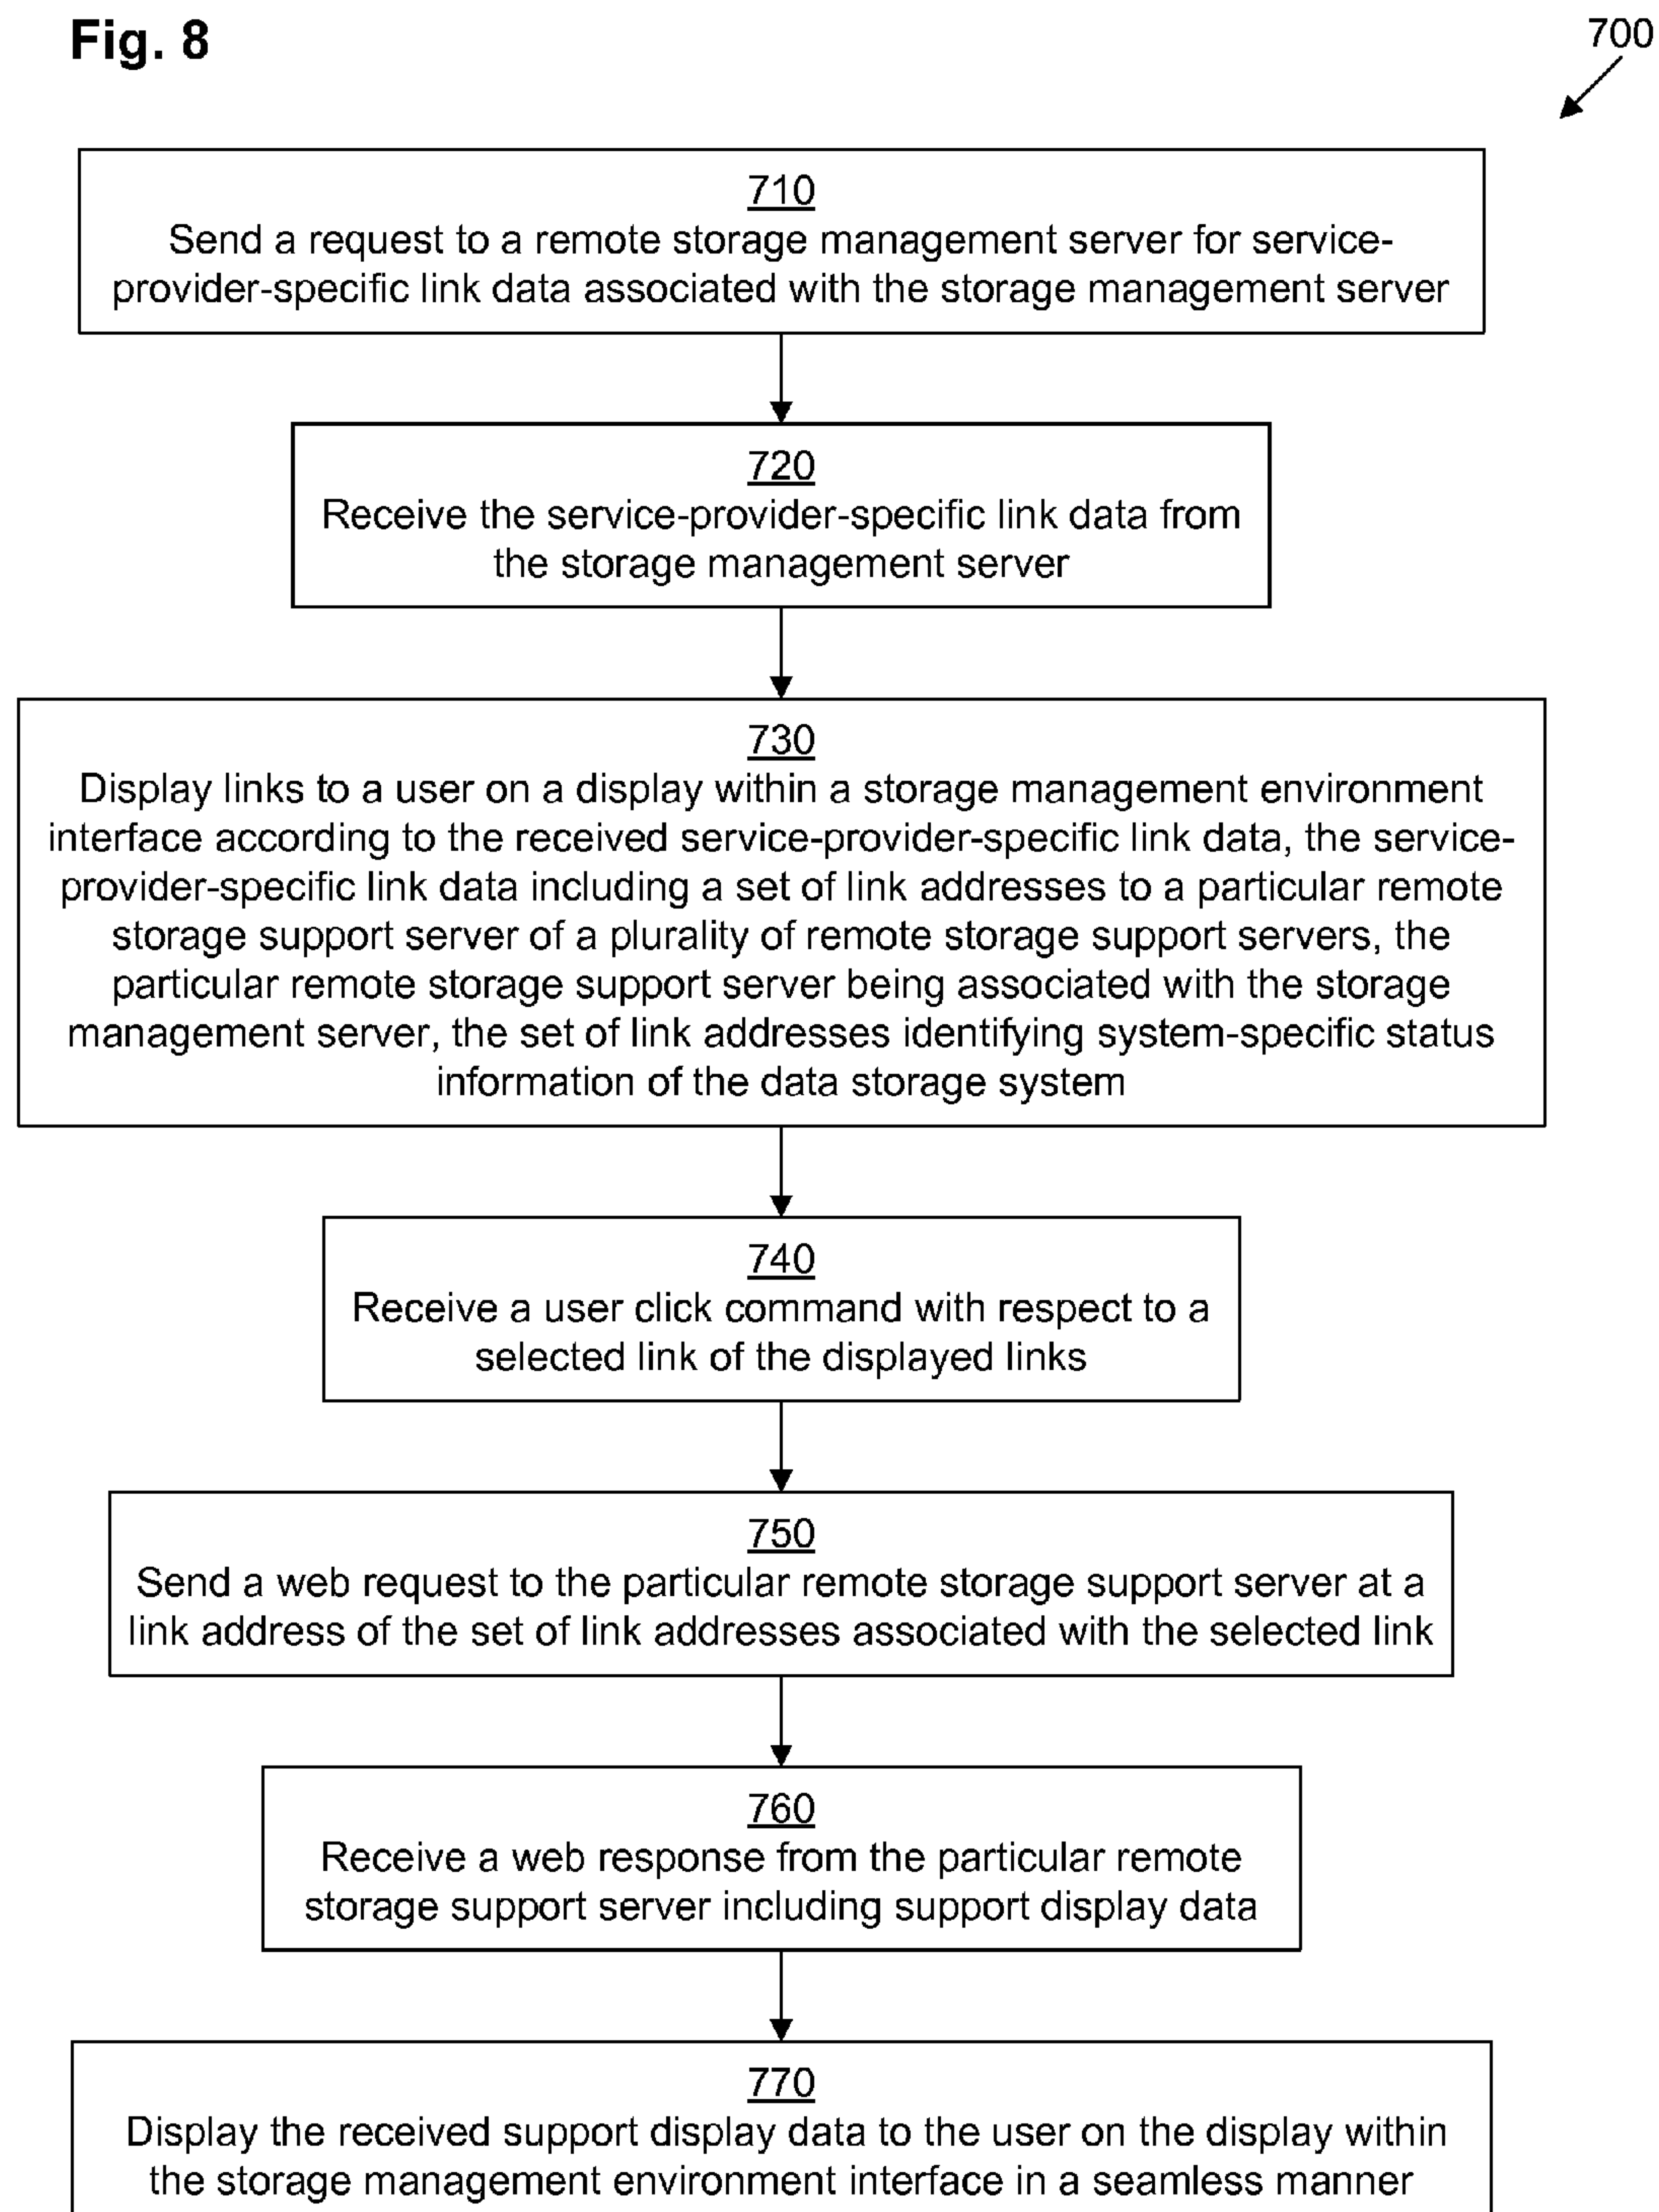 Fig. 8
700
710
Send a request to a remote storage management server for service-
provider-specific link data associated with the storage management server
720
Receive the service-provider-specific link data from
the storage management server
730
Display links to a user on a display within a storage management environment
interface according to the received service-provider-specific link data, the service-
provider-specific link data including a set of link addresses to a particular remote
storage support server of a plurality of remote storage support servers, the
particular remote storage support server being associated with the storage
management server, the set of link addresses identifying system-specific status
information of the data storage system
740
Receive a user click command with respect to a
selected link of the displayed links
750
Send a web request to the particular remote storage support server at a
link address of the set of link addresses associated with the selected link
760
Receive a web response from the particular remote
storage support server including support display data
770
Display the received support display data to the user on the display within
the storage management environment interface in a seamless manner